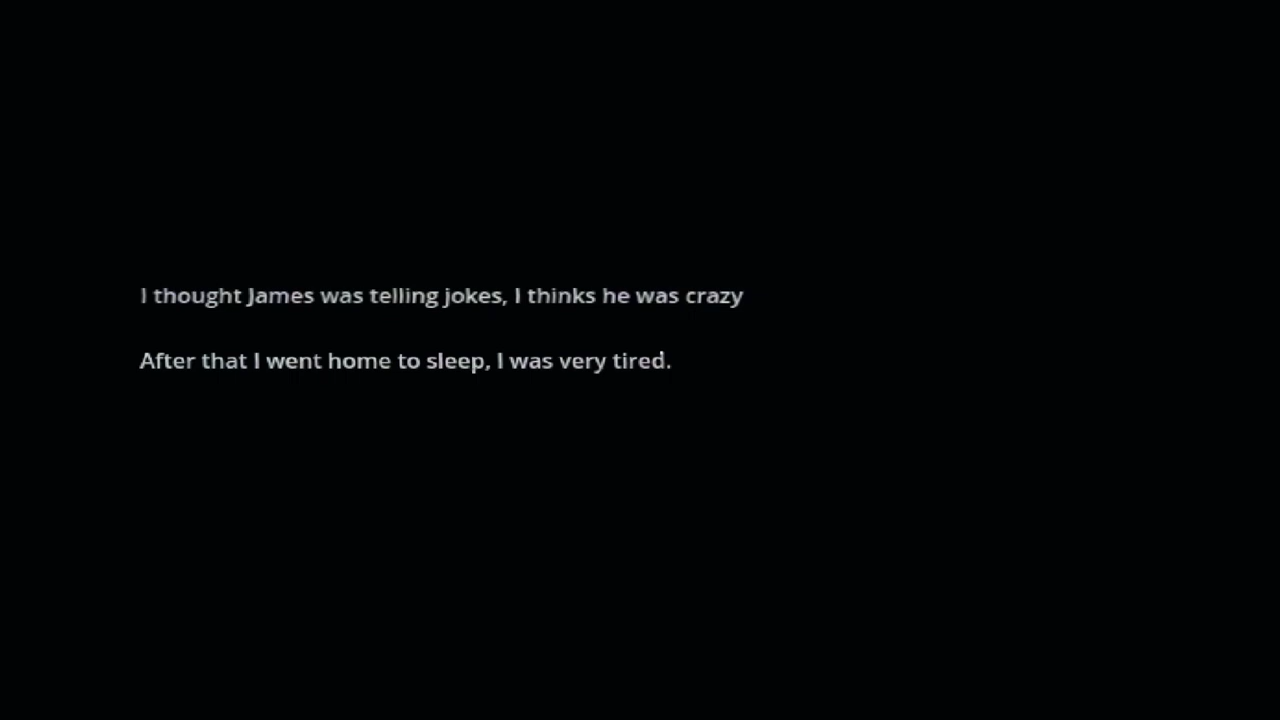 I thought James was telling jokes, I thinks he was crazy
After that I went home to sleep, I was very tired.